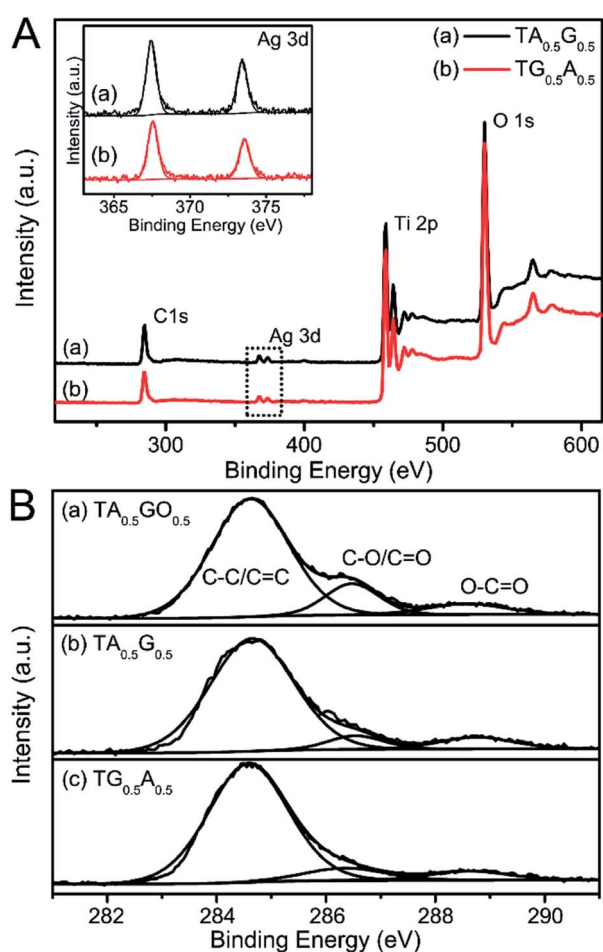 A
Ag 3d
(a)
(b)
Intensity (a.u.)
365 370 375
Binding Energy (eV)
(a) TA0.5G0.5
(b) TG0.5A0.5
O 1s
Ti 2p
C1s
Ag 3d
(a)
(b)
Intensity (a.u.)
300 400 500 600
Binding Energy (eV)
B
(a) TA0.5GO0.5
C-C/C=C
C-O/C=O
O-C=O
(b) TA0.5G0.5
(c) TG0.5A0.5
Intensity (a.u.)
282 284 286 288 290
Binding Energy (eV)